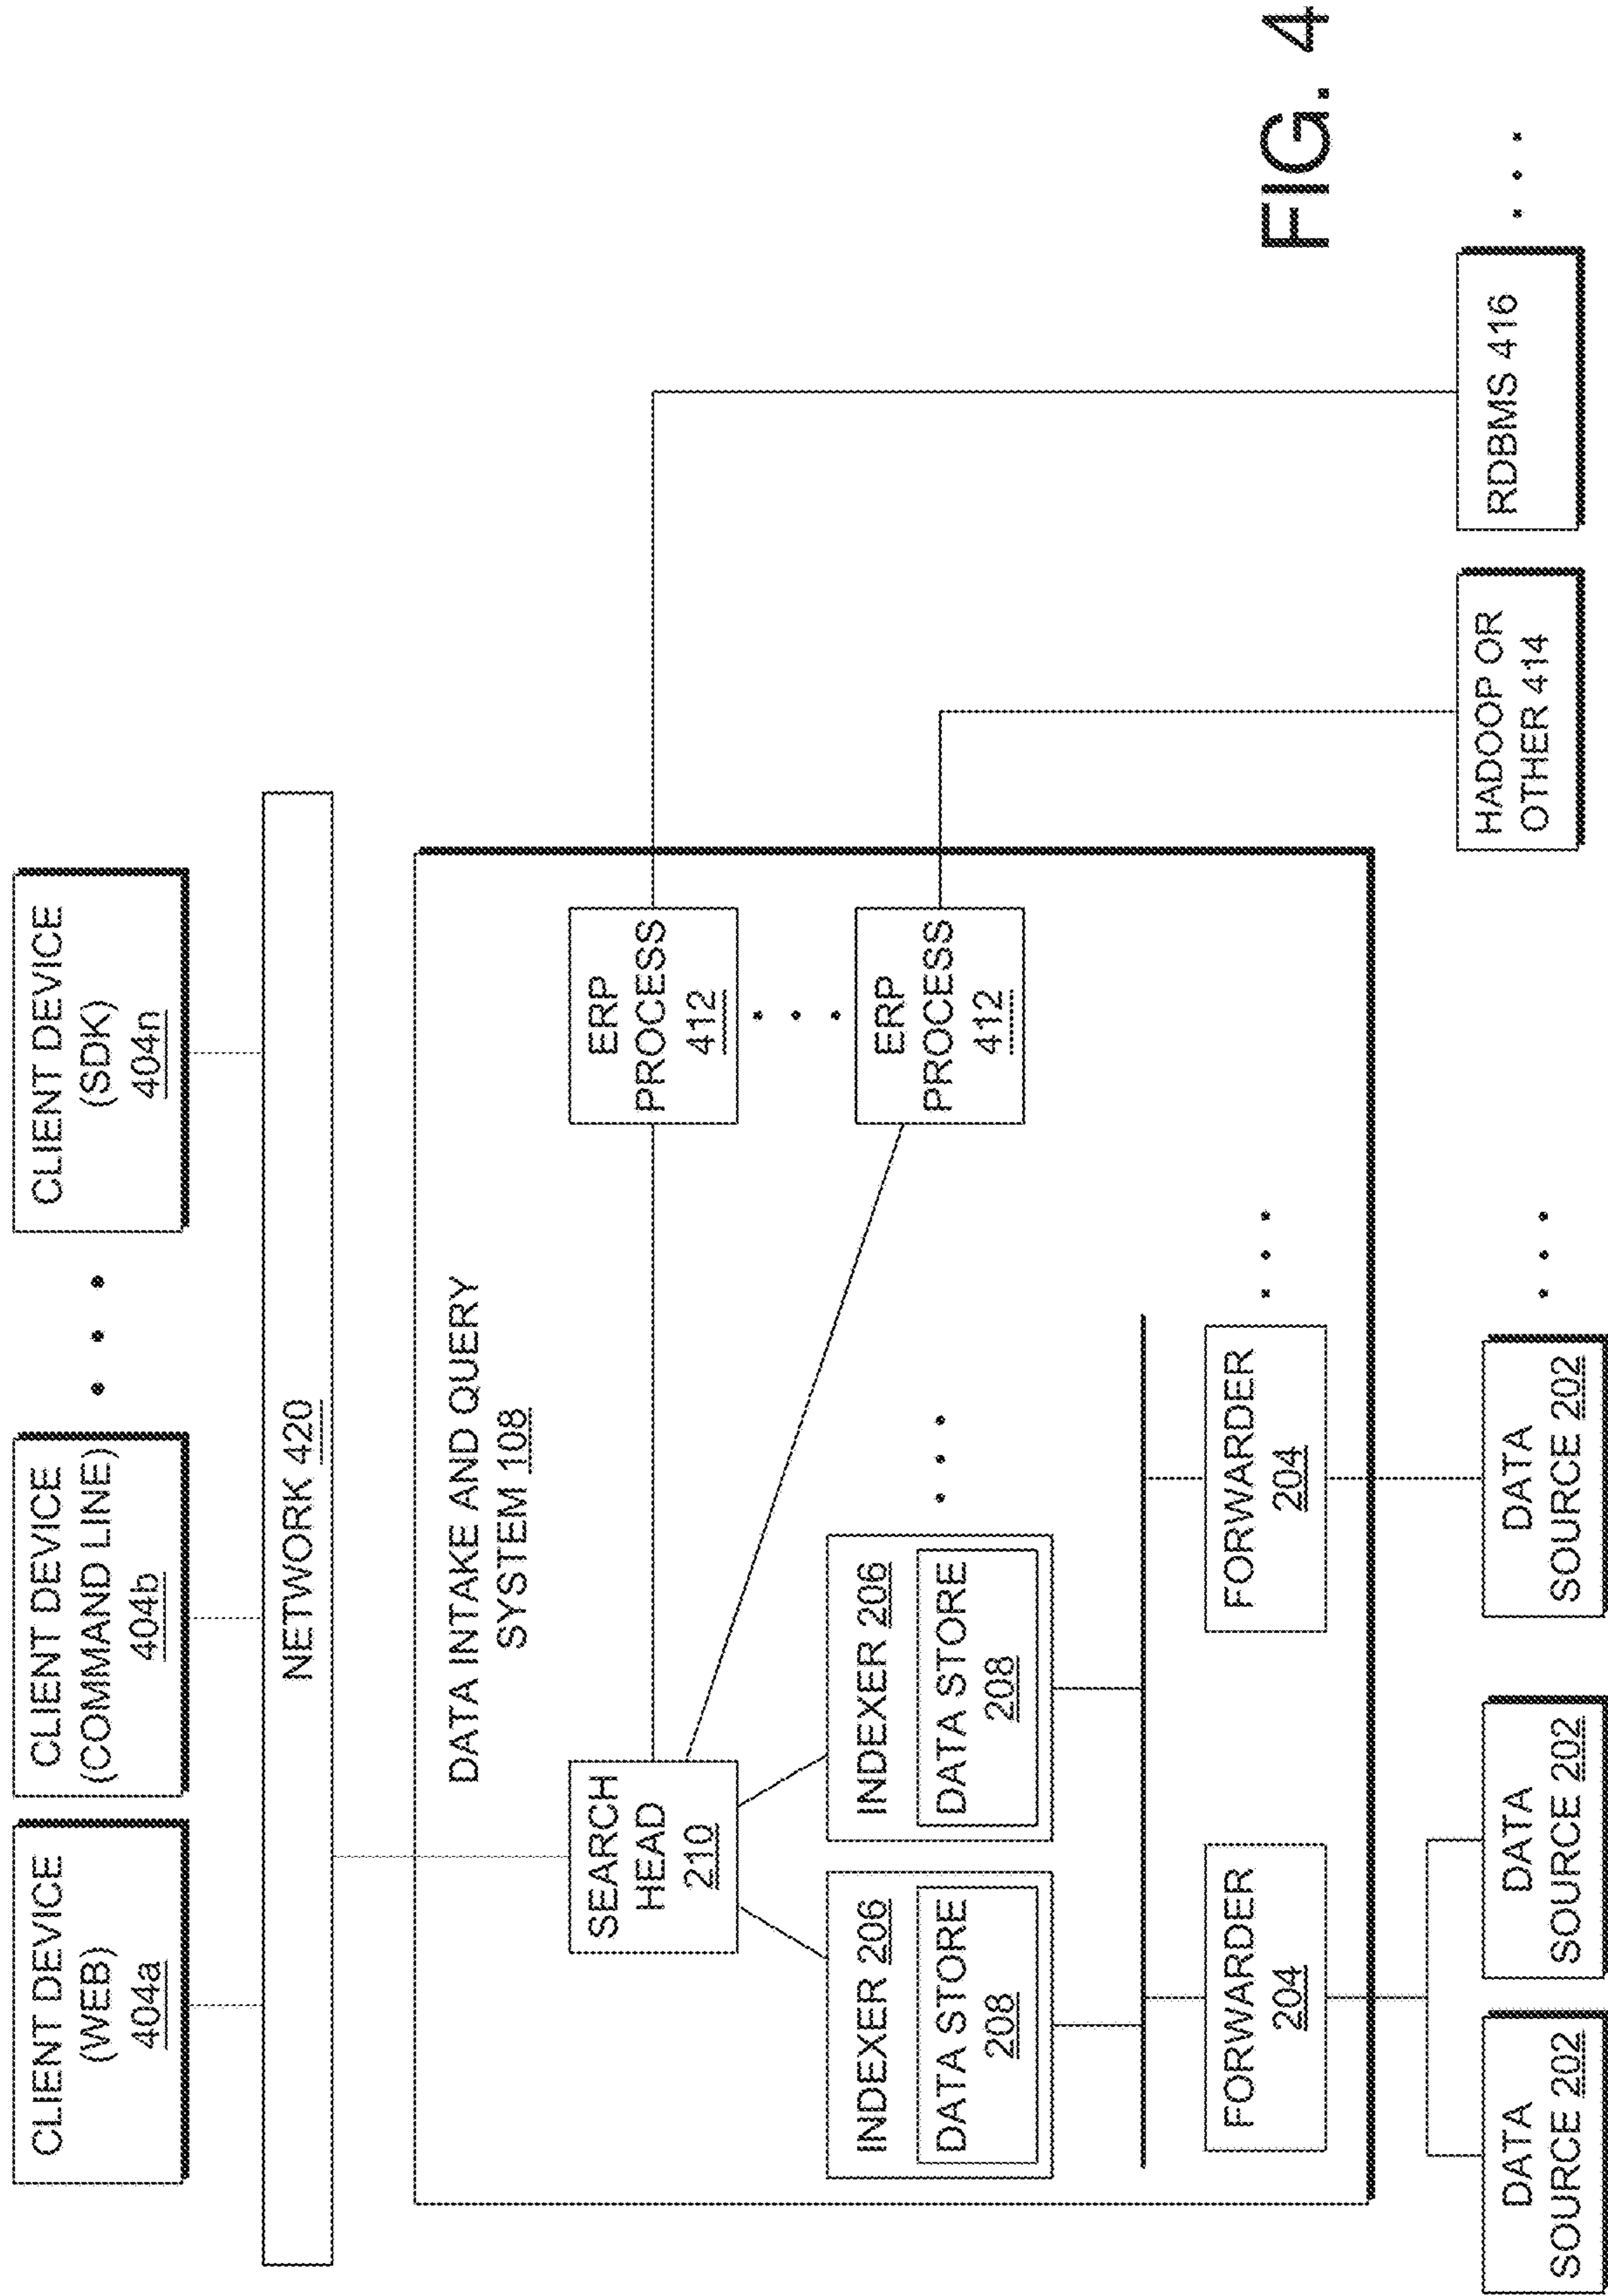 CLIENT DEVICE
(WEB)
404a
CLIENT DEVICE
(COMMAND LINE)
404b
CLIENT DEVICE
(SDK)
404n
NETWORK 420
DATA INTAKE AND QUERY
SYSTEM 108
SEARCH
HEAD
210
ERP
PROCESS
412
ERP
PROCESS
412
INDEXER 206
DATA STORE
208
INDEXER 206
DATA STORE
208
FORWARDER
204
FORWARDER
204
DATA
SOURCE 202
DATA
SOURCE 202
DATA
SOURCE 202
HADOOP OR
OTHER 414
RDBMS 416
FIG. 4